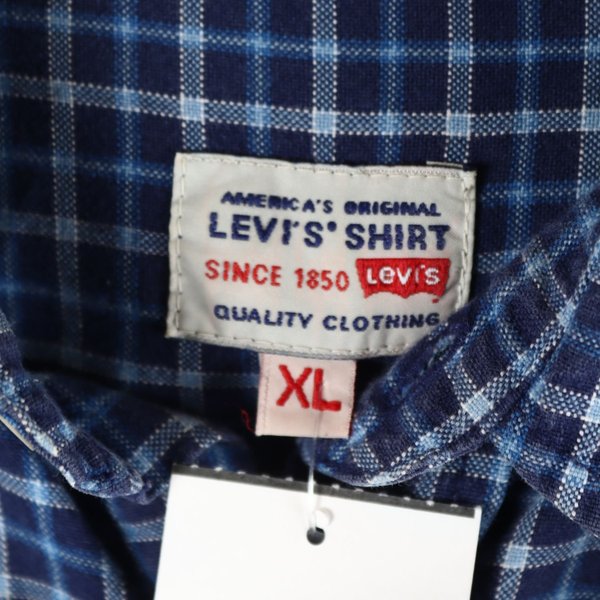 AMERICA'S ORIGINAL
LEVI'S® SHIRT
SINCE 1850 LEVI'S
QUALITY CLOTHING
XL